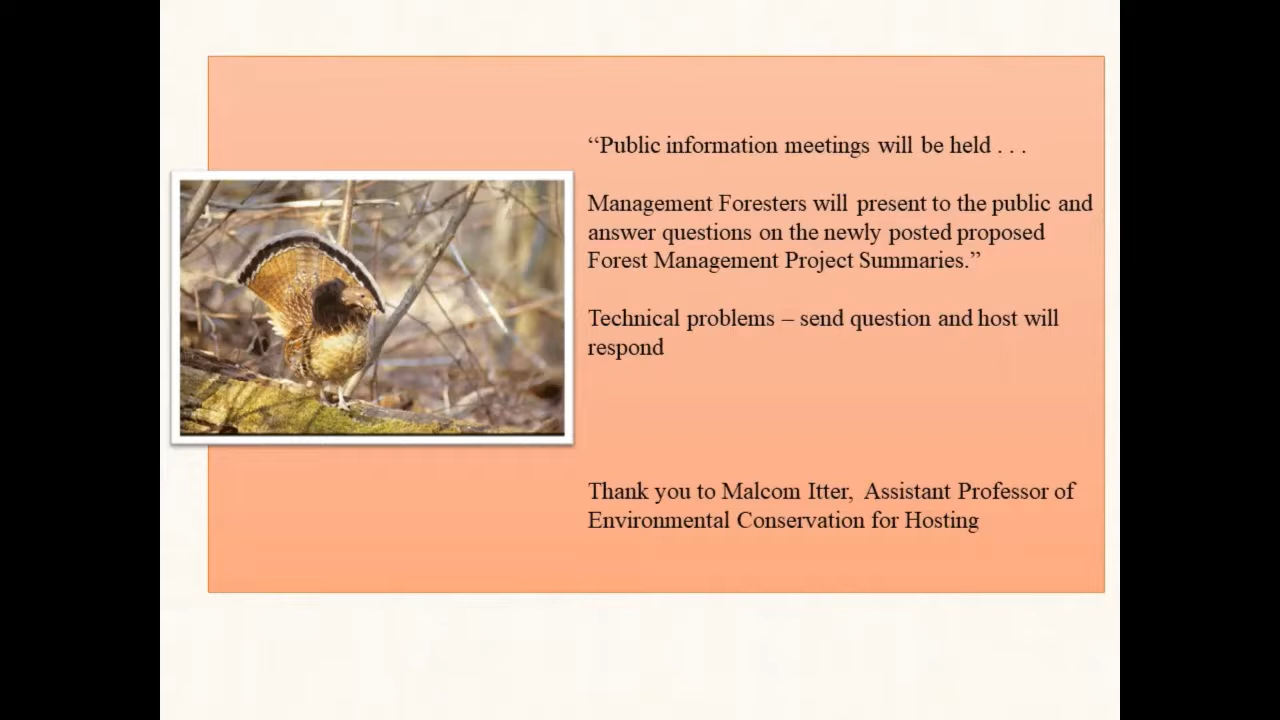 “Public information meetings will be held . . .
Management Foresters will present to the public and
answer questions on the newly posted proposed
Forest Management Project Summaries.”
Technical problems – send question and host will
respond
Thank you to Malcom Itter, Assistant Professor of
Environmental Conservation for Hosting